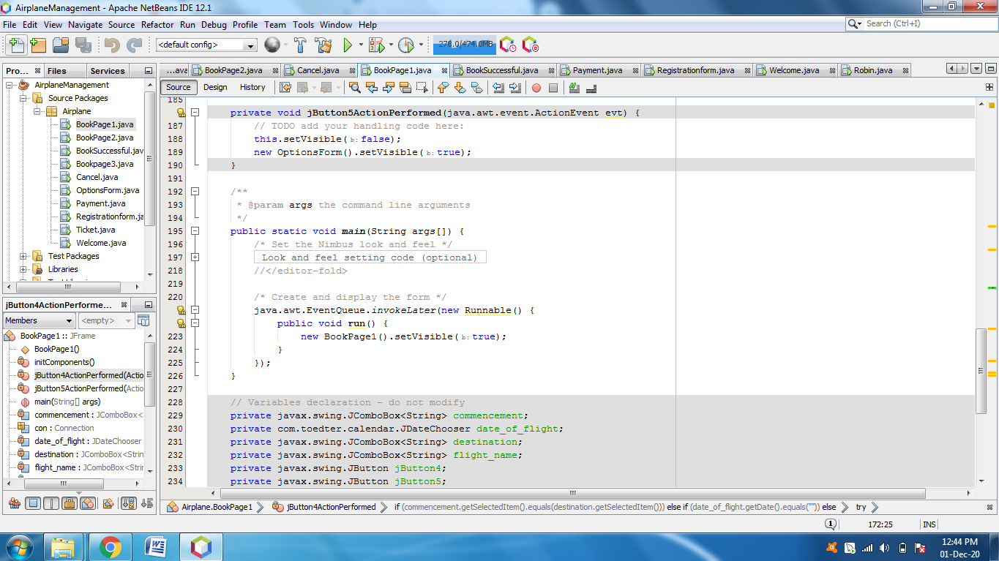 AirplaneManagement - Apache NetBeans IDE 12.1
File Edit View Navigate Source Refactor Run Debug Profile Team Tools Window Help
Search (Ctrl+I)
<default config>
278.0/474.0MB
Pro... Files Services
...ava BookPage2.java Cancel.java BookPage1.java BookSuccessful.java Payment.java Registrationform.java Welcome.java Robin.java
Source Design History
AirplaneManagement
Source Packages
Airplane
BookPage1.java
BookPage2.java
BookSuccessful.jav
Bookpage3.java
Cancel.java
OptionsForm.java
Payment.java
Registrationform.ja
Ticket.java
Welcome.java
Test Packages
Libraries
jButton4ActionPerforme...
Members <empty>
BookPage1 :: JFrame
BookPage1()
initComponents()
jButton4ActionPerformed(Actio
jButton5ActionPerformed(Actio
main(String[] args)
commencement : JComboBox<
con : Connection
date_of_flight : JDateChooser
destination : JComboBox<Strin
flight_name : JComboBox<Strin
185
private void jButton5ActionPerformed(java.awt.event.ActionEvent evt) {
187 // TODO add your handling code here:
188 this.setVisible(b:false);
189 new OptionsForm().setVisible(b:true);
190 }
191
192 /**
193 * @param args the command line arguments
194 */
195 public static void main(String args[]) {
196 /* Set the Nimbus look and feel */
197 Look and feel setting code (optional)
218 //</editor-fold>
219
220 /* Create and display the form */
java.awt.EventQueue.invokeLater(new Runnable() {
public void run() {
223 new BookPage1().setVisible(b:true);
224 }
225 });
226 }
227
228 // Variables declaration - do not modify
229 private javax.swing.JComboBox<String> commencement;
230 private com.toedter.calendar.JDateChooser date_of_flight;
231 private javax.swing.JComboBox<String> destination;
232 private javax.swing.JComboBox<String> flight_name;
233 private javax.swing.JButton jButton4;
234 private javax.swing.JButton jButton5;
Airplane.BookPage1 jButton4ActionPerformed if (commencement.getSelectedItem().equals(destination.getSelectedItem())) else if (date_of_flight.getDate().equals("")) else try
1 172:25 INS
12:44 PM
01-Dec-20